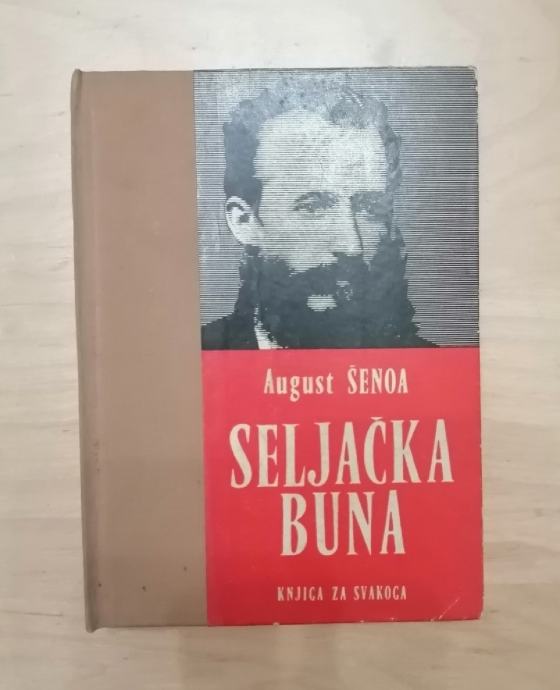 August ŠENOA
SELJAČKA
BUNA
KNJIGA ZA SVAKOGA